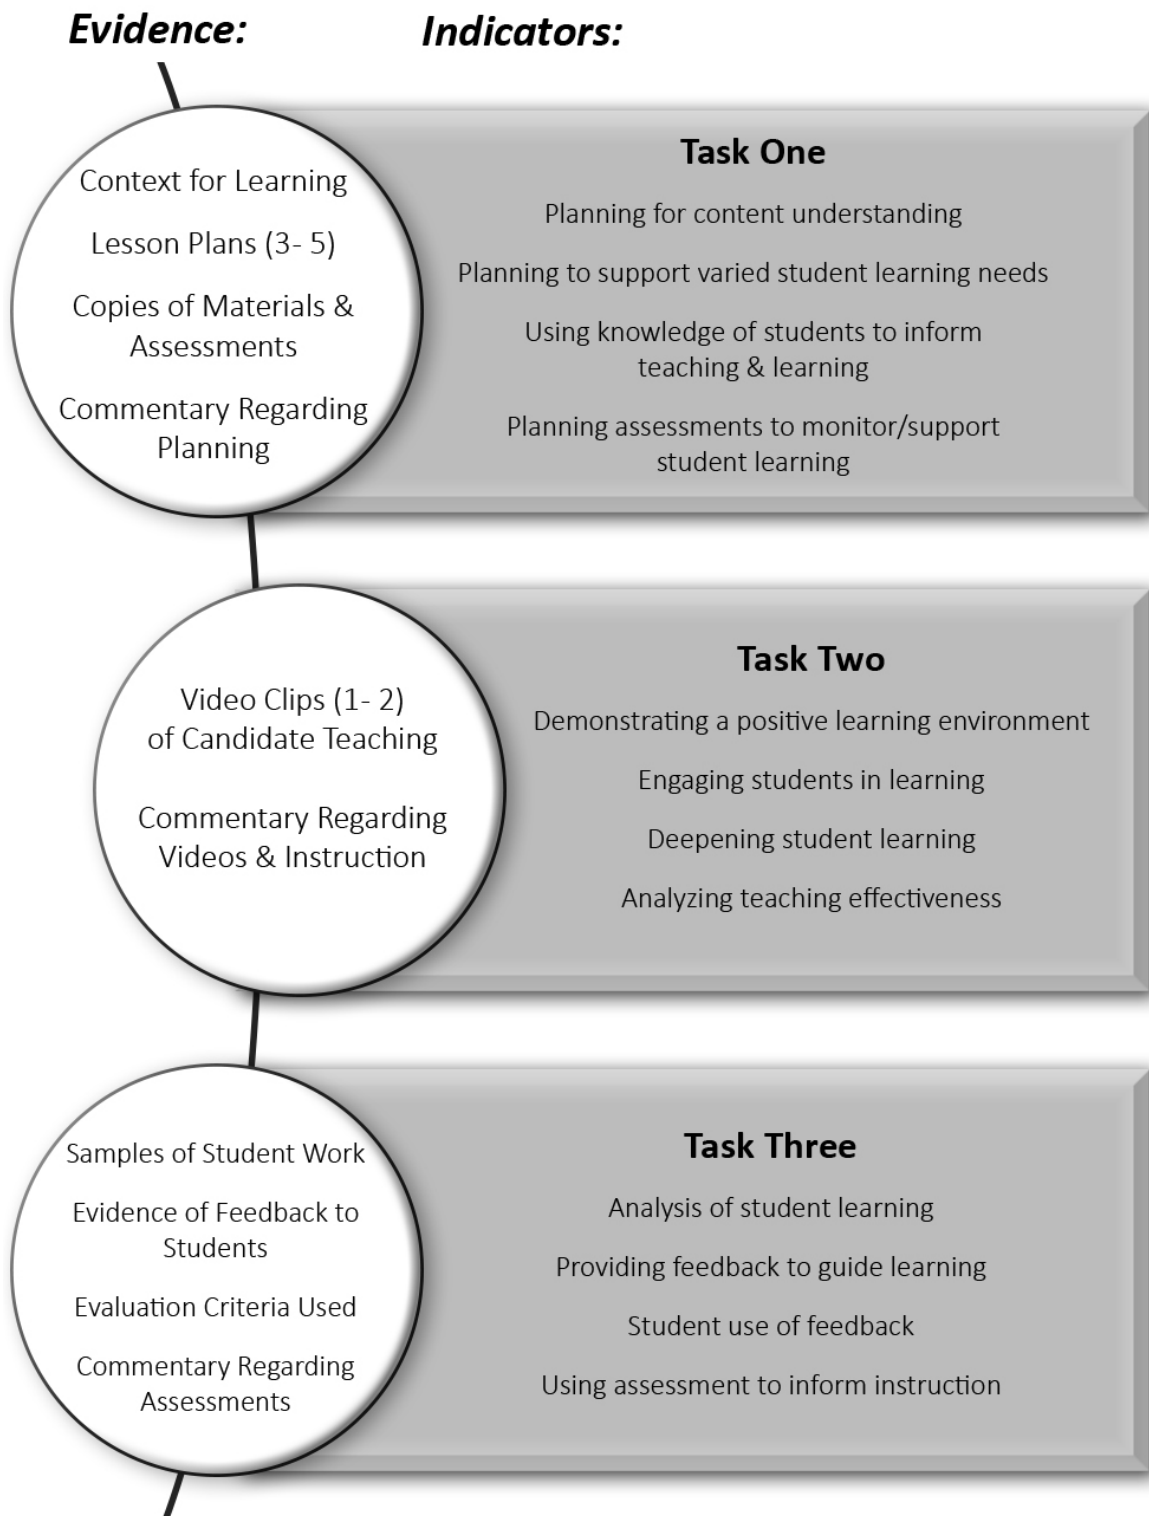 Evidence:
Indicators:
Context for Learning
Lesson Plans (3- 5)
Copies of Materials &
Assessments
Commentary Regarding
Planning
Task One
Planning for content understanding
Planning to support varied student learning needs
Using knowledge of students to inform
teaching & learning
Planning assessments to monitor/support
student learning
Video Clips (1- 2)
of Candidate Teaching
Commentary Regarding
Videos & Instruction
Task Two
Demonstrating a positive learning environment
Engaging students in learning
Deepening student learning
Analyzing teaching effectiveness
Samples of Student Work
Evidence of Feedback to
Students
Evaluation Criteria Used
Commentary Regarding
Assessments
Task Three
Analysis of student learning
Providing feedback to guide learning
Student use of feedback
Using assessment to inform instruction